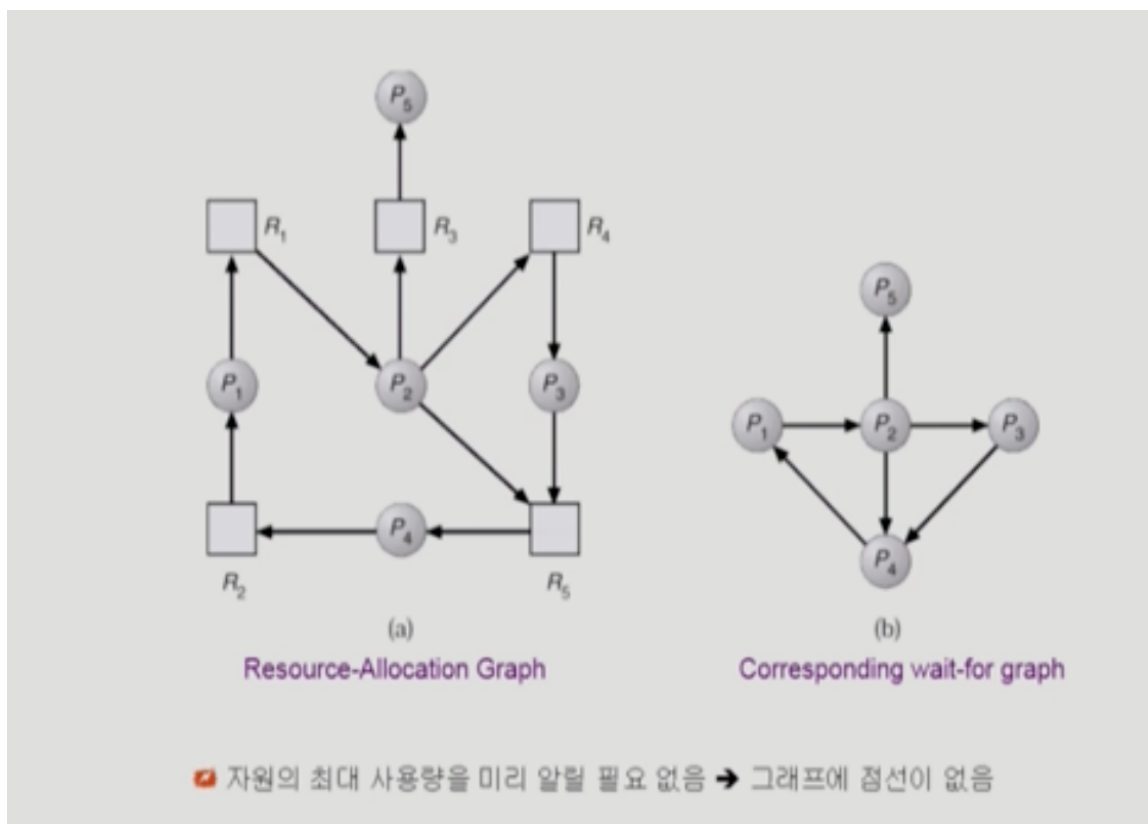 P5
R1 R3 R4
P1 P2 P3
P4
R2 R5
(a)
Resource-Allocation Graph
P5
P1 P2 P3
P4
(b)
Corresponding wait-for graph
자원의 최대 사용량을 미리 알릴 필요 없음 ➔ 그래프에 점선이 없음